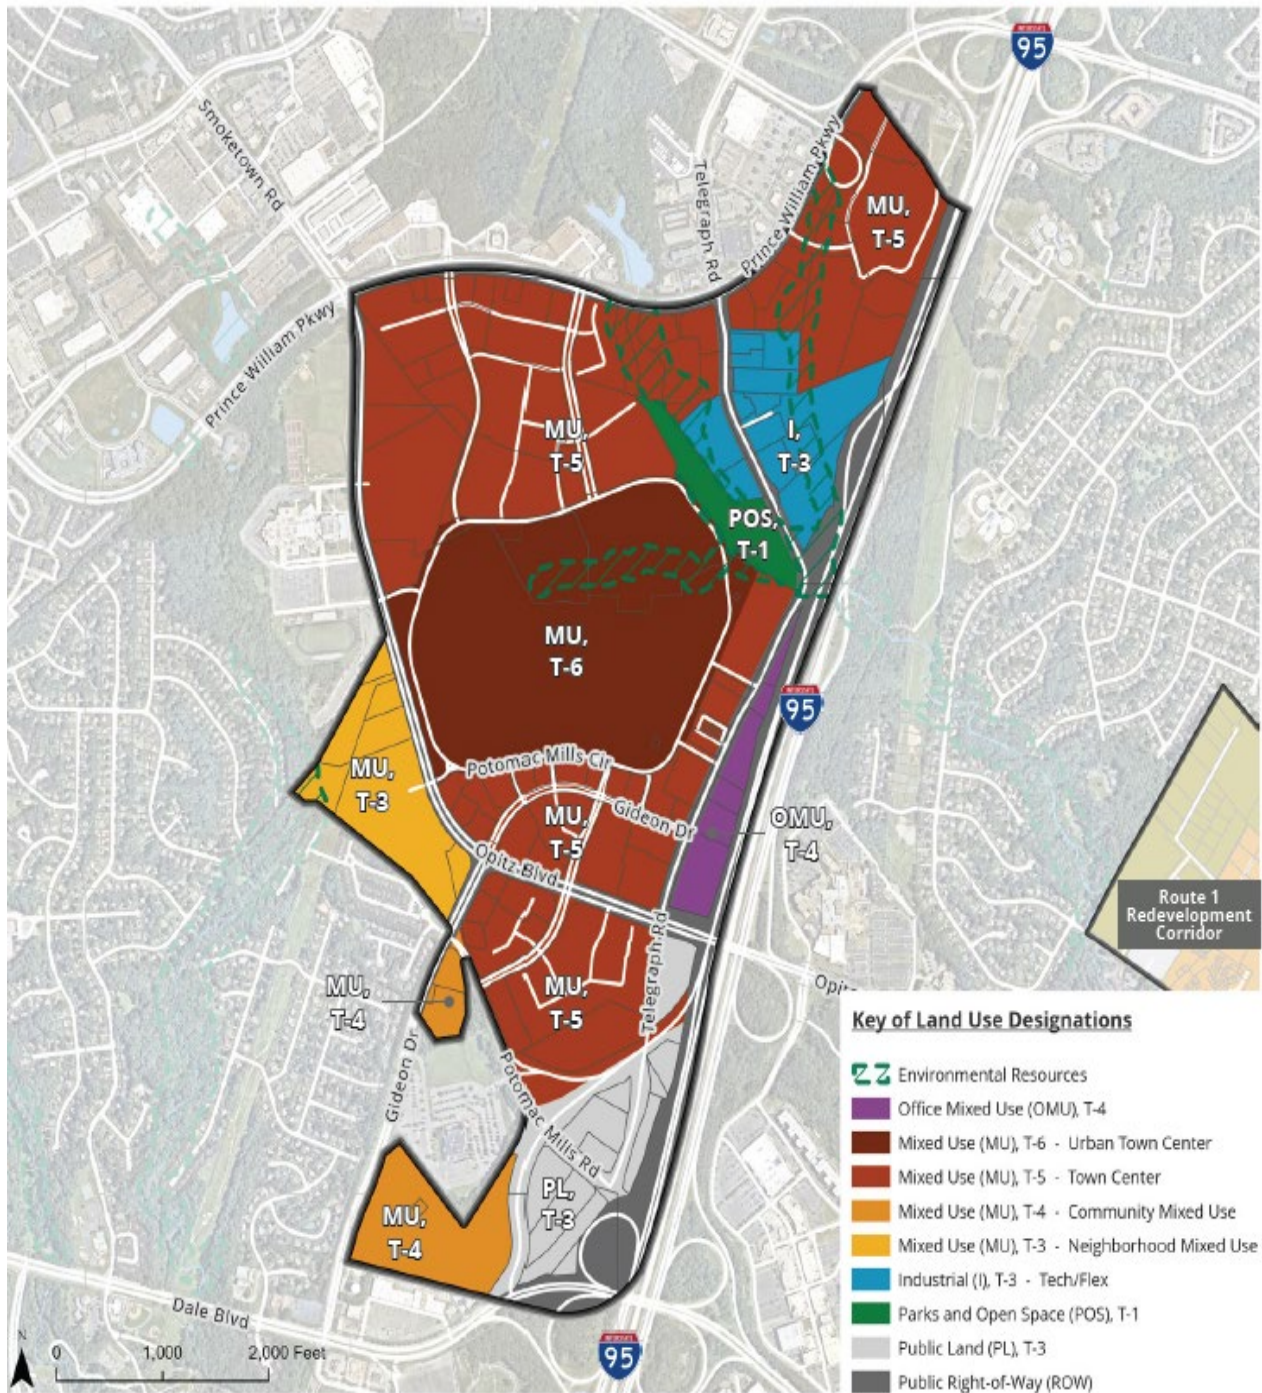 INTERSTATE
95
Smoketown Rd
Telegraph Rd
Prince William Pkwy
MU,
T-5
Prince William Pkwy
MU,
T-5
I,
T-3
POS,
T-1
MU,
T-6
INTERSTATE
95
Potomac Mills Cir
MU,
T-3
Gideon Dr
MU,
T-5
OMU,
T-4
Opitz Blvd
Route 1
Redevelopment
Corridor
Telegraph Rd
MU,
T-4
MU,
T-5
Gideon Dr
Potomac Mills Rd
PL,
T-3
MU,
T-4
Dale Blvd
INTERSTATE
95
N
0 1,000 2,000 Feet
Key of Land Use Designations
Environmental Resources
Office Mixed Use (OMU), T-4
Mixed Use (MU), T-6 - Urban Town Center
Mixed Use (MU), T-5 - Town Center
Mixed Use (MU), T-4 - Community Mixed Use
Mixed Use (MU), T-3 - Neighborhood Mixed Use
Industrial (I), T-3 - Tech/Flex
Parks and Open Space (POS), T-1
Public Land (PL), T-3
Public Right-of-Way (ROW)